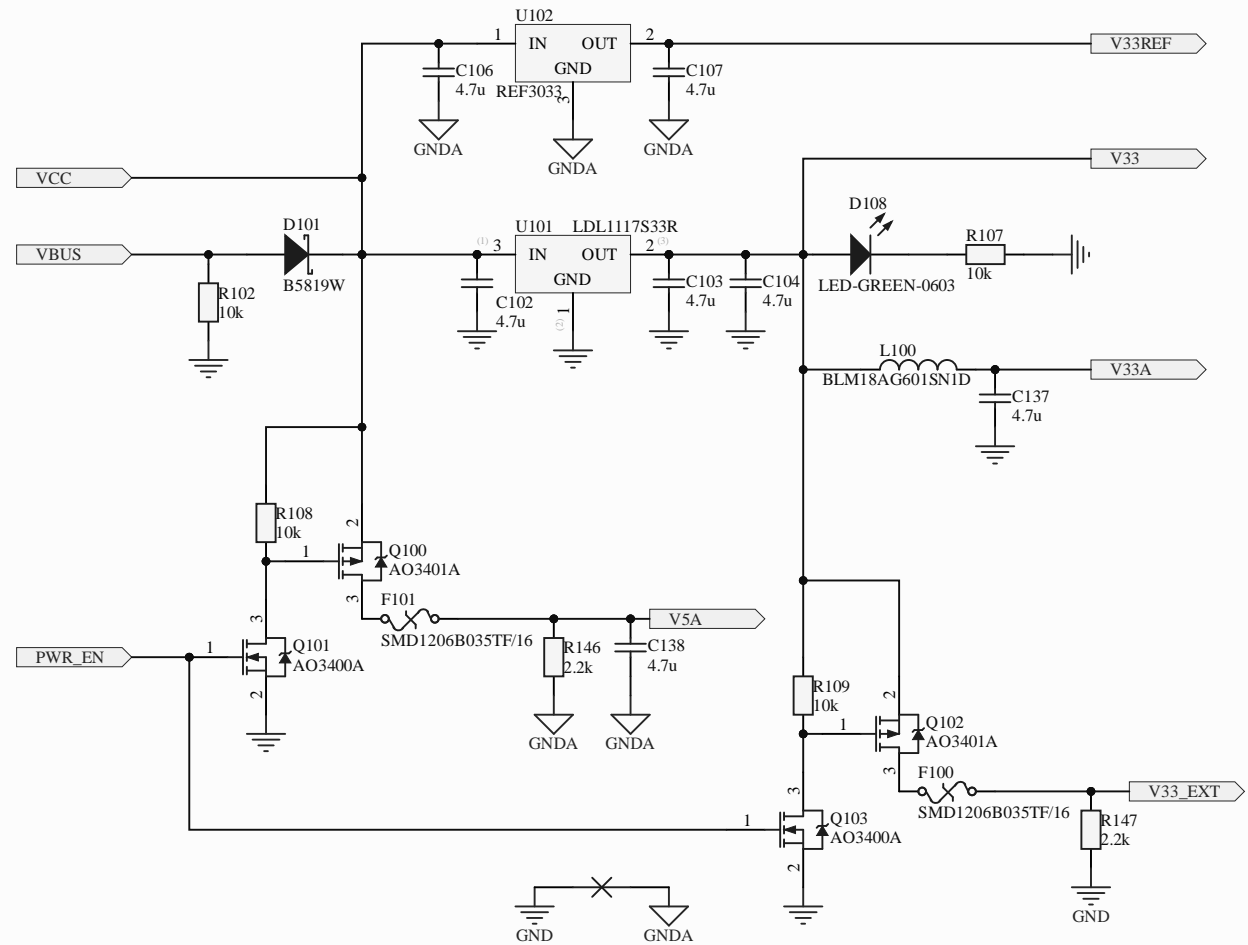 U102
1
IN
OUT
2
GND
REF3033
3
C106
4.7u
C107
4.7u
V33REF
GNDA
GNDA
GNDA
V33
VCC
VBUS
D101
B5819W
R102
10k
U101
LDL1117S33R
(1)
3
IN
OUT
2
(3)
GND
(2)
1
C102
4.7u
C103
4.7u
C104
4.7u
D108
LED-GREEN-0603
R107
10k
L100
BLM18AG601SN1D
V33A
C137
4.7u
R108
10k
2
1
Q100
AO3401A
3
F101
SMD1206B035TF/16
V5A
3
PWR_EN
1
Q101
AO3400A
2
R146
2.2k
C138
4.7u
GNDA
GNDA
R109
10k
2
1
Q102
AO3401A
3
F100
SMD1206B035TF/16
V33_EXT
3
1
Q103
AO3400A
2
R147
2.2k
GND
GND
GNDA